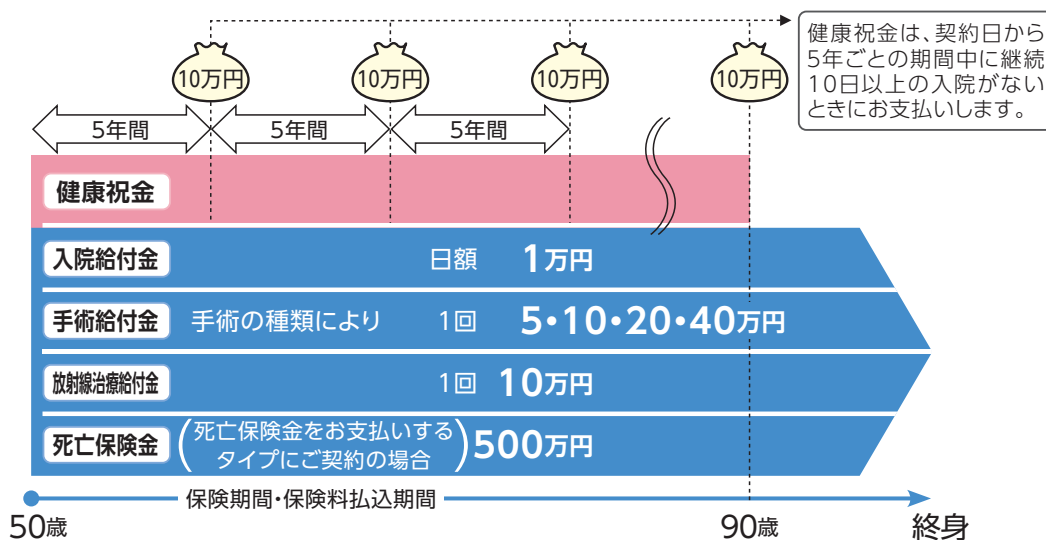 健康祝金は、契約日から
5年ごとの期間中に継続
10日以上の入院がない
ときにお支払いします。
10万円 10万円 10万円 10万円
5年間 5年間 5年間
健康祝金
入院給付金 日額 1万円
手術給付金 手術の種類により 1回 5・10・20・40万円
放射線治療給付金 1回 10万円
死亡保険金 (死亡保険金をお支払いする
タイプにご契約の場合) 500万円
保険期間・保険料払込期間
50歳 90歳 終身